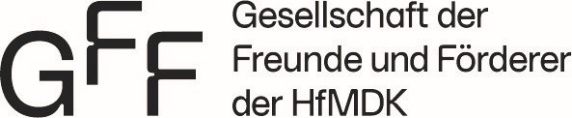 GFF
Gesellschaft der
Freunde und Förderer
der HfMDK